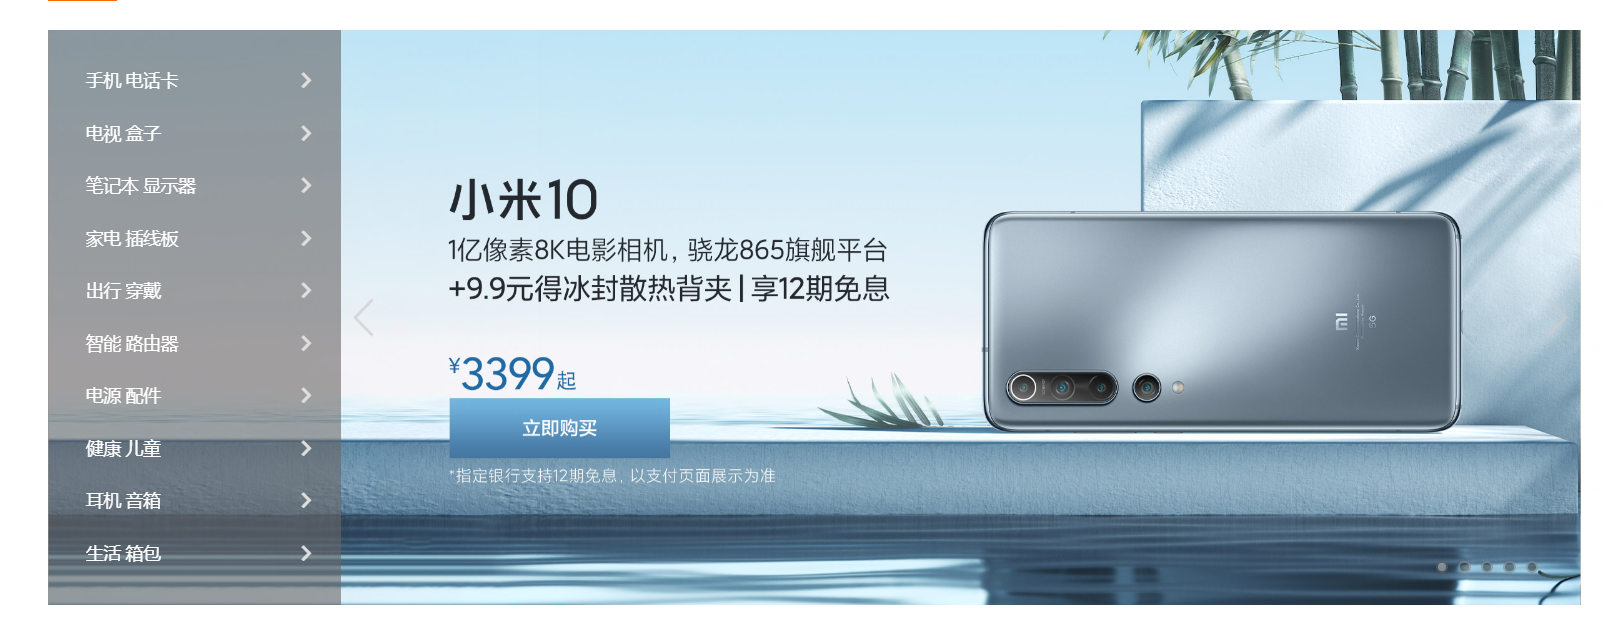 手机 电话卡
电视 盒子
笔记本 显示器
家电 插线板
出行 穿戴
智能 路由器
电源 配件
健康 儿童
耳机 音箱
生活 箱包
小米10
1亿像素8K电影相机，骁龙865旗舰平台
+9.9元得冰封散热背夹 | 享12期免息
¥3399起
立即购买
*指定银行支持12期免息，以支付页面展示为准
5G